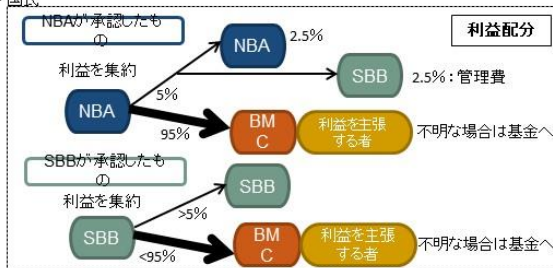 国民
NBAが承認したもの
利益配分
NBA
2.5%
利益を集約
SBB
2.5%:管理費
5%
NBA
95%
BMC
利益を主張する者
不明な場合は基金へ
SBBが承認したもの
SBB
利益を集約
>5%
SBB
<95%
BMC
利益を主張する者
不明な場合は基金へ